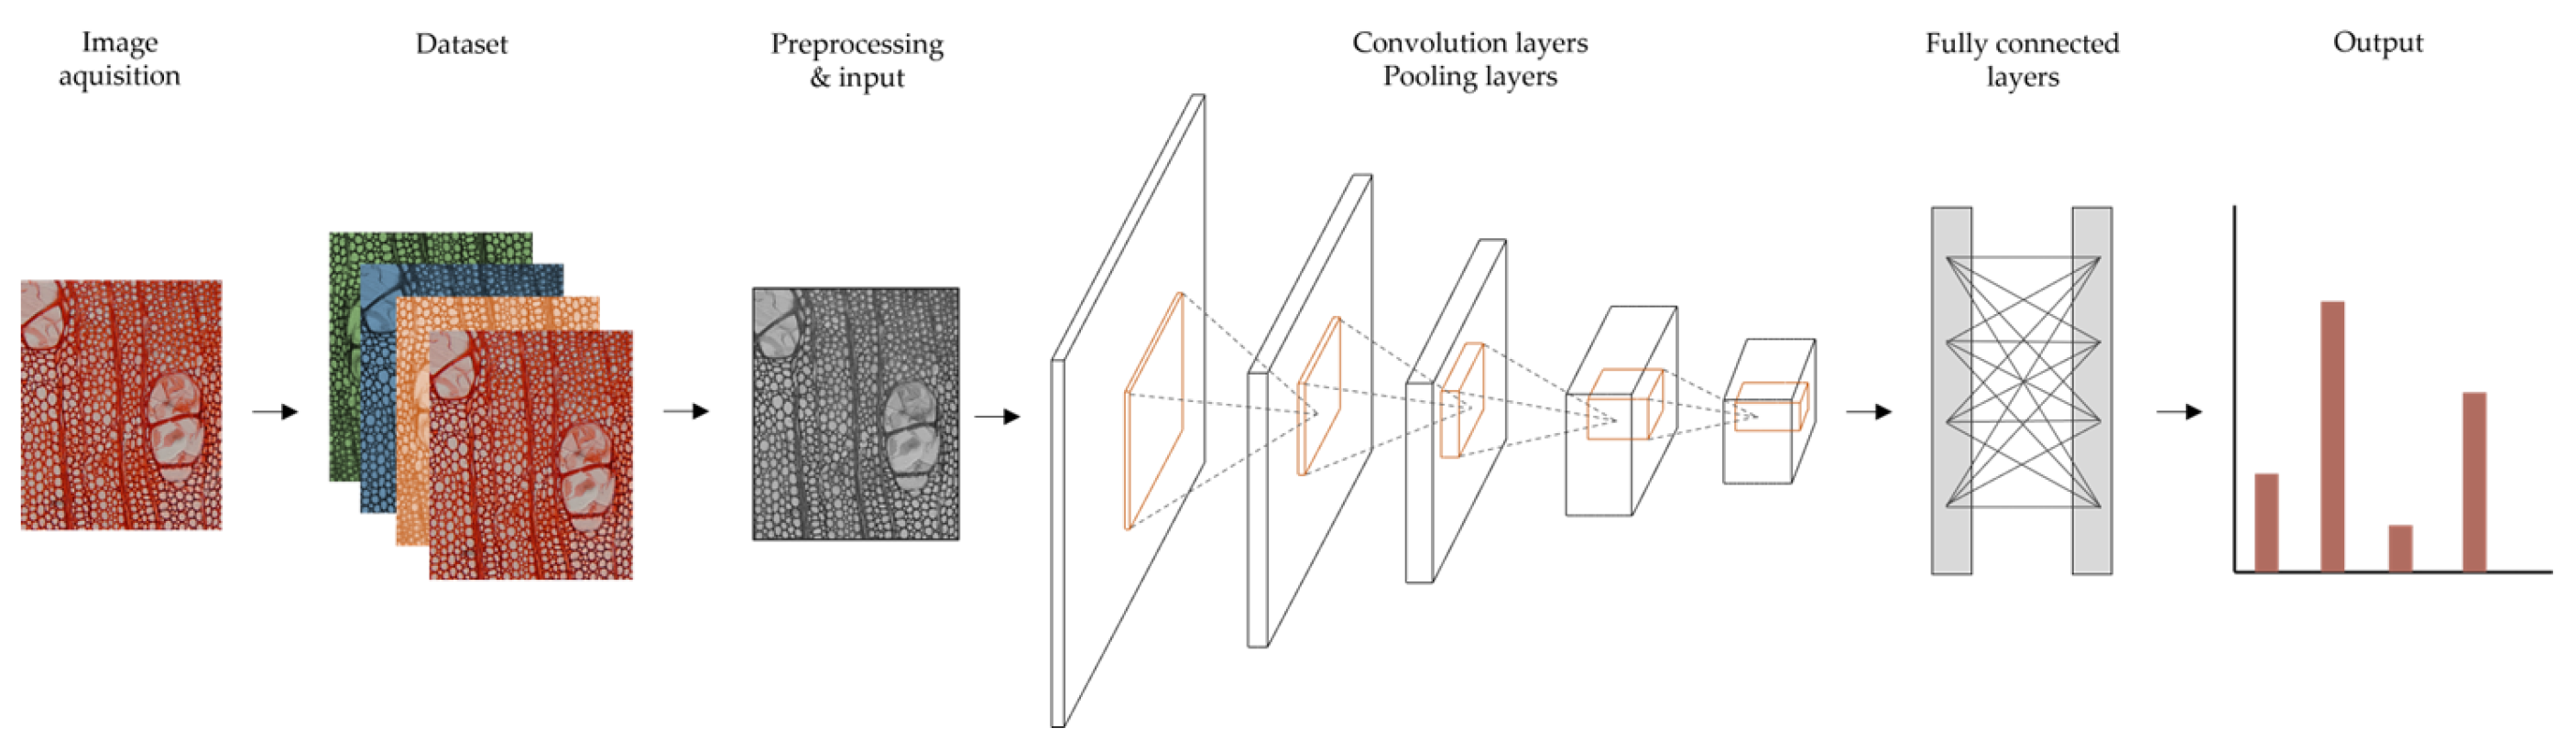 Image
aquisition
Dataset
Preprocessing
& input
Convolution layers
Pooling layers
Fully connected
layers
Output